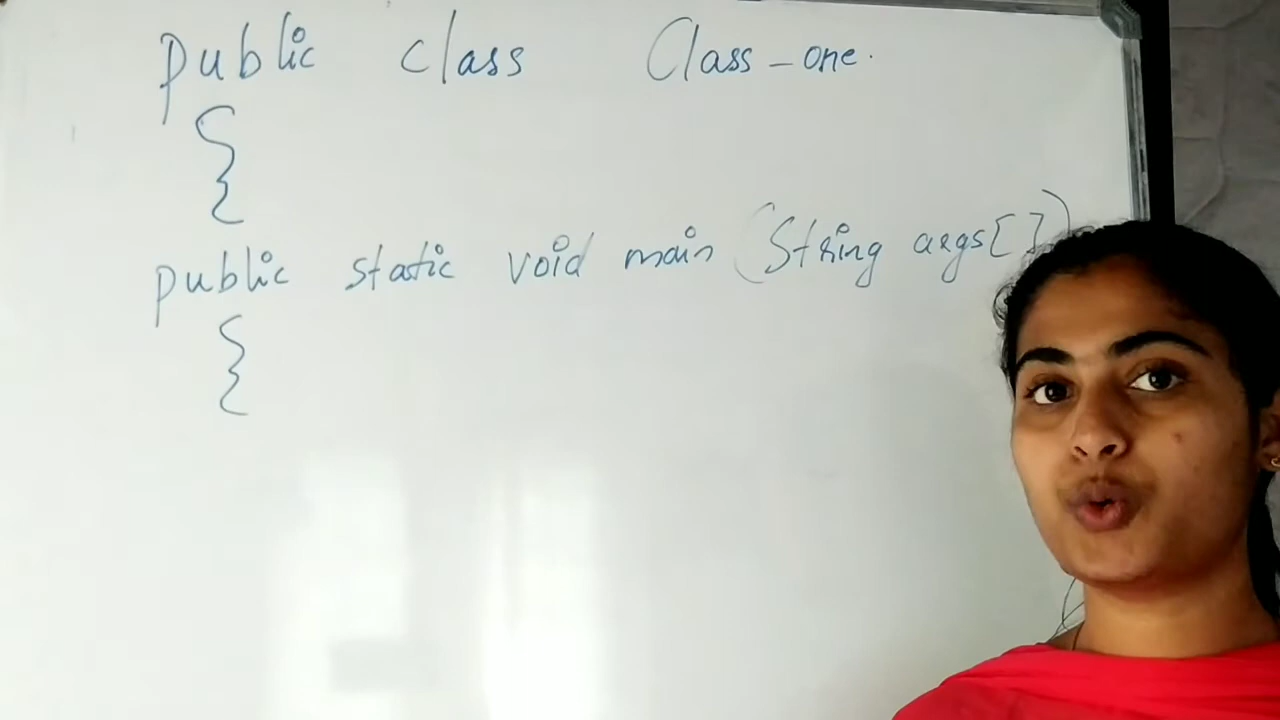 public class Class-one.
{
public static void main (String args[])
{